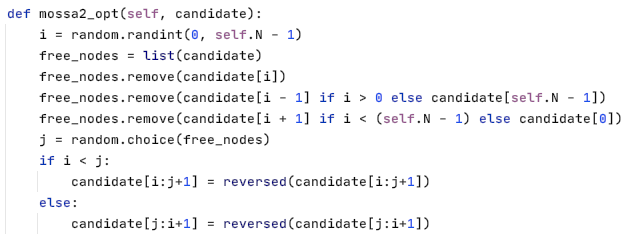 def mossa2_opt(self, candidate):
    i = random.randint(0, self.N - 1)
    free_nodes = list(candidate)
    free_nodes.remove(candidate[i])
    free_nodes.remove(candidate[i - 1] if i > 0 else candidate[self.N - 1])
    free_nodes.remove(candidate[i + 1] if i < (self.N - 1) else candidate[0])
    j = random.choice(free_nodes)
    if i < j:
        candidate[i:j+1] = reversed(candidate[i:j+1])
    else:
        candidate[j:i+1] = reversed(candidate[j:i+1])